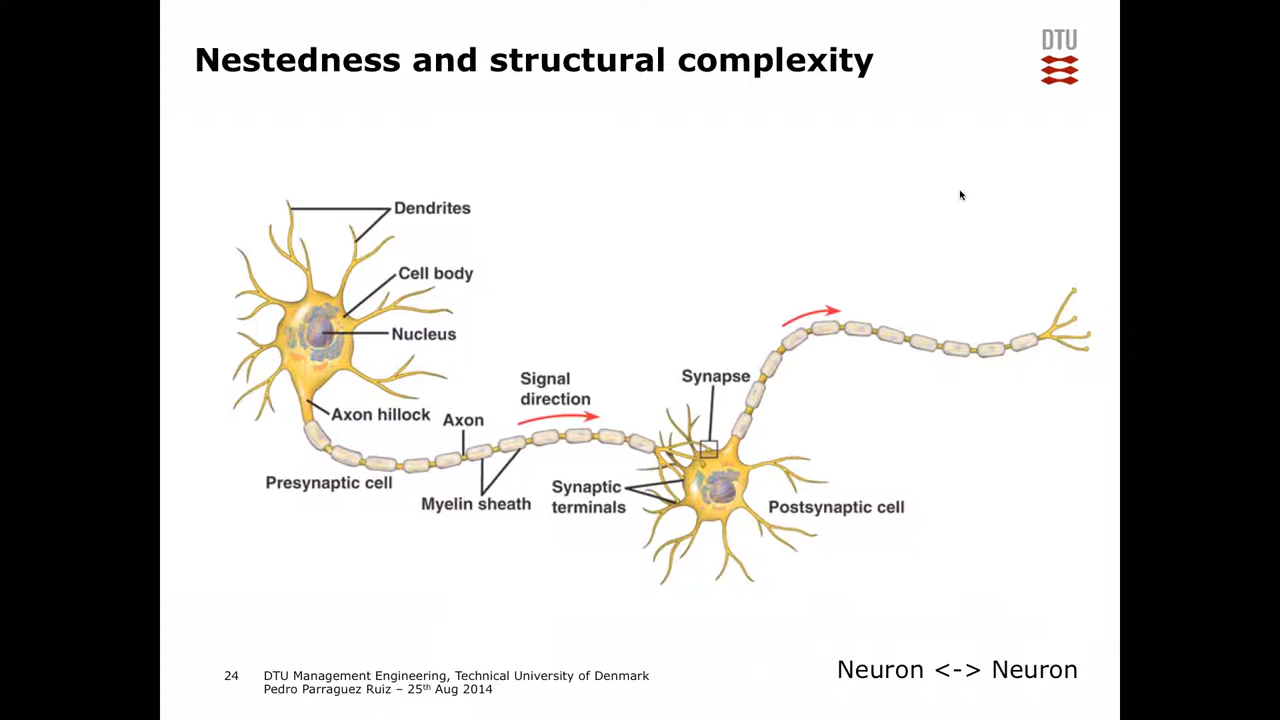 Nestedness and structural complexity
DTU
Dendrites
Cell body
Nucleus
Axon hillock
Axon
Signal
direction
Synapse
Presynaptic cell
Myelin sheath
Synaptic
terminals
Postsynaptic cell
24
DTU Management Engineering, Technical University of Denmark
Pedro Parraguez Ruiz – 25th Aug 2014
Neuron <-> Neuron